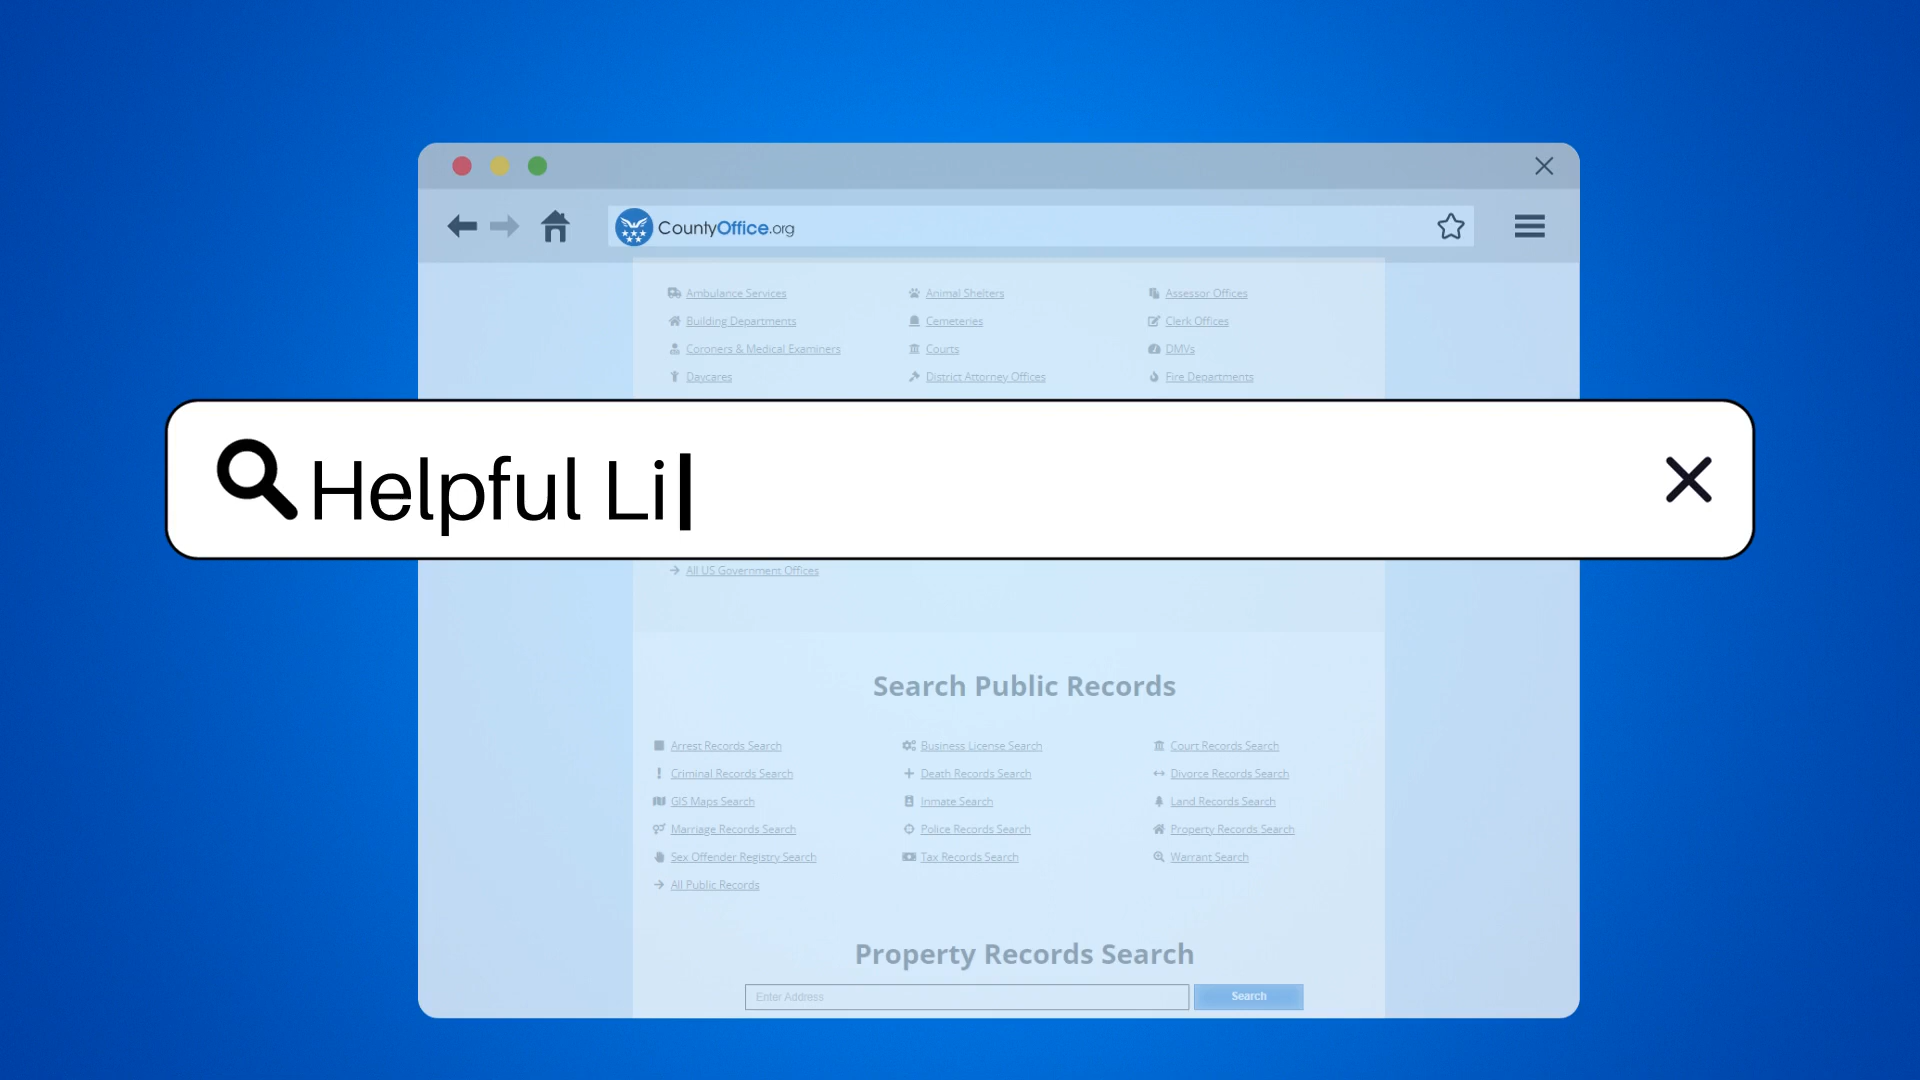 CountyOffice.org
Ambulance Services Animal Shelters Assessor Offices
Building Departments Cemeteries Clerk Offices
Coroners & Medical Examiners Courts DMVs
Daycares District Attorney Offices Fire Departments
Helpful Li
All US Government Offices
Search Public Records
Arrest Records Search Business License Search Court Records Search
Criminal Records Search Death Records Search Divorce Records Search
GIS Maps Search Inmate Search Land Records Search
Marriage Records Search Police Records Search Property Records Search
Sex Offender Registry Search Tax Records Search Warrant Search
All Public Records
Property Records Search
Enter Address Search